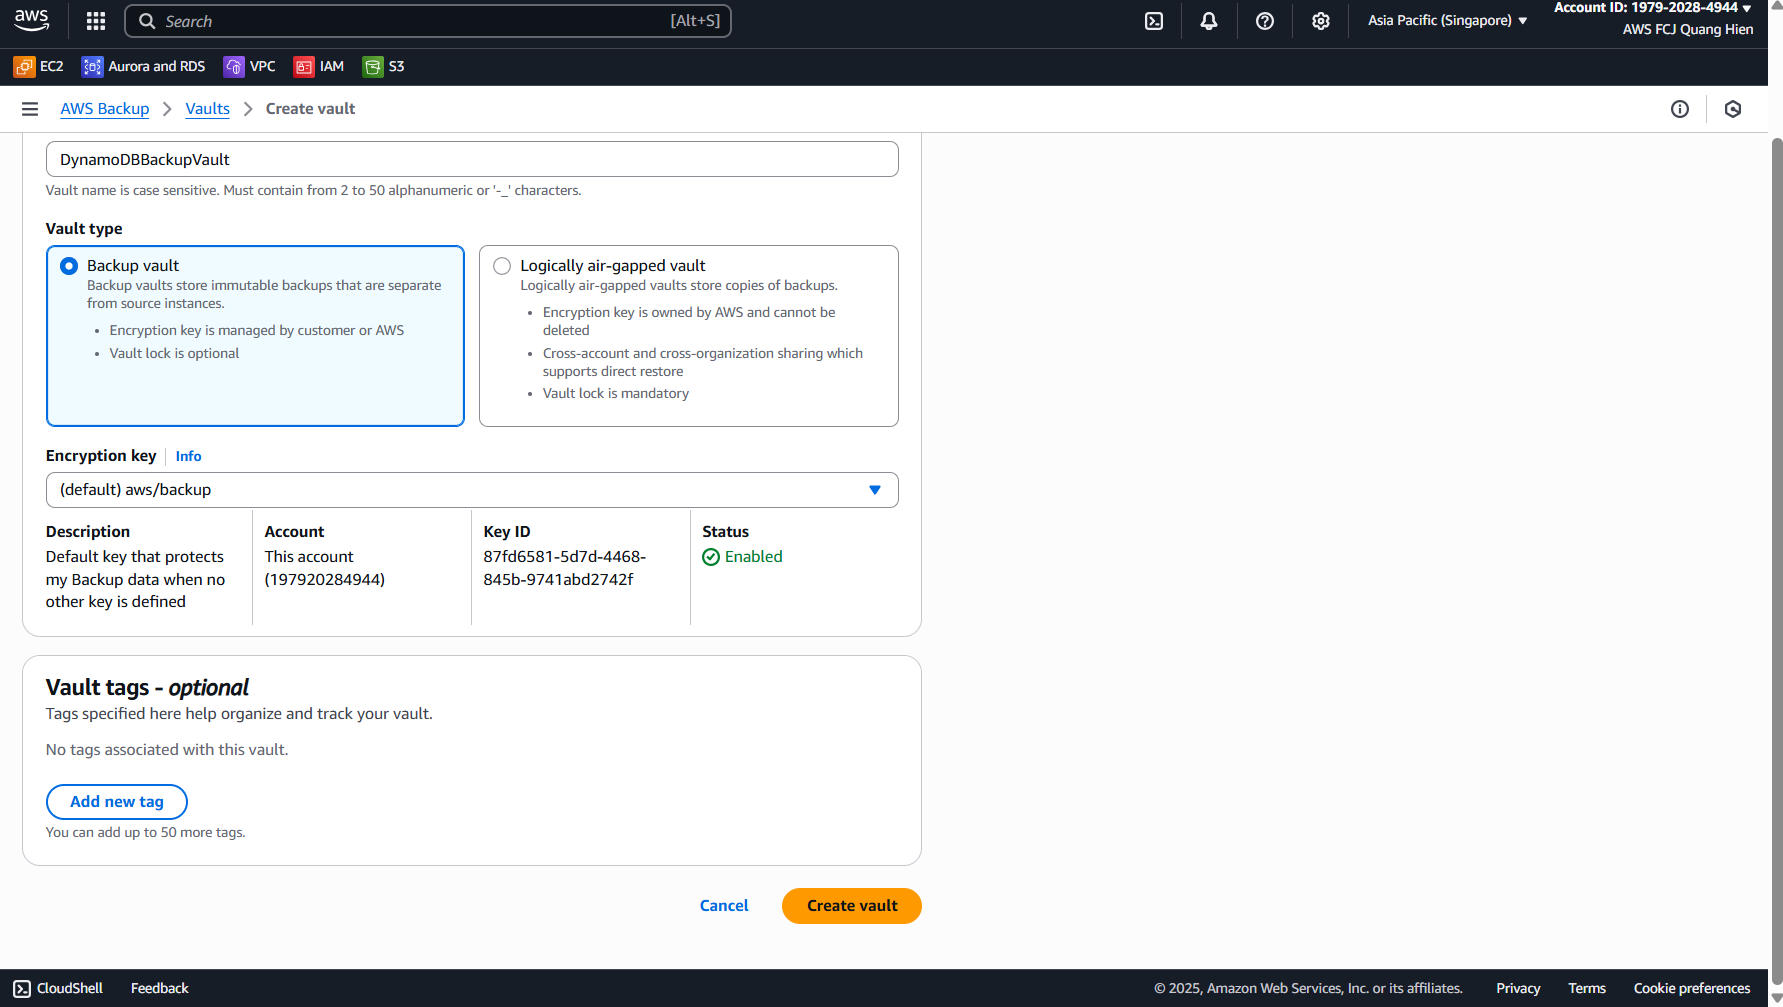 aws
Search
[Alt+S]
Asia Pacific (Singapore)
Account ID: 1979-2028-4944
AWS FCJ Quang Hien
EC2
Aurora and RDS
VPC
IAM
S3
AWS Backup
Vaults
Create vault
DynamoDBBackupVault
Vault name is case sensitive. Must contain from 2 to 50 alphanumeric or '-_' characters.
Vault type
Backup vault
Backup vaults store immutable backups that are separate
from source instances.
• Encryption key is managed by customer or AWS
• Vault lock is optional
Logically air-gapped vault
Logically air-gapped vaults store copies of backups.
• Encryption key is owned by AWS and cannot be
deleted
• Cross-account and cross-organization sharing which
supports direct restore
• Vault lock is mandatory
Encryption key
Info
(default) aws/backup
Description
Default key that protects
my Backup data when no
other key is defined
Account
This account
(197920284944)
Key ID
87fd6581-5d7d-4468-
845b-9741abd2742f
Status
Enabled
Vault tags - optional
Tags specified here help organize and track your vault.
No tags associated with this vault.
Add new tag
You can add up to 50 more tags.
Cancel
Create vault
CloudShell
Feedback
© 2025, Amazon Web Services, Inc. or its affiliates.
Privacy
Terms
Cookie preferences